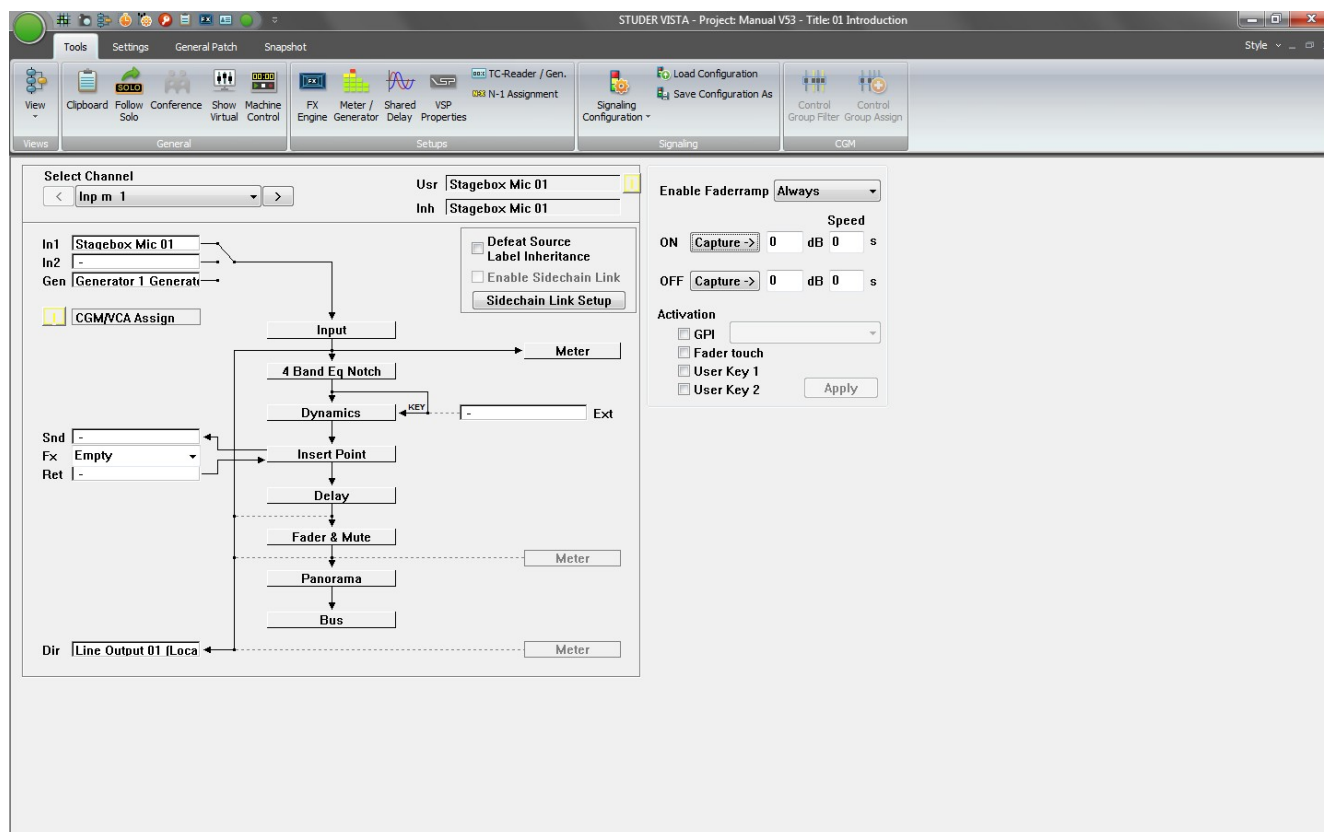 STUDER VISTA - Project: Manual V53 - Title: 01 Introduction
Tools Settings General Patch Snapshot Style
View Clipboard Follow Solo Conference Show Virtual Machine Control FX Engine Meter / Generator Shared Delay VSP Properties TC-Reader / Gen. N-1 Assignment Signaling Configuration Load Configuration Save Configuration As Control Group Filter Control Group Assign
Views General Setups Signaling CGM
Select Channel
< Inp m 1 >
Usr Stagebox Mic 01
Inh Stagebox Mic 01
In1 Stagebox Mic 01
In2 -
Gen Generator 1 Generat
CGM/VCA Assign
Defeat Source
Label Inheritance
Enable Sidechain Link
Sidechain Link Setup
Input
Meter
4 Band Eq Notch
Dynamics KEY - Ext
Snd -
Fx Empty
Ret -
Insert Point
Delay
Fader & Mute
Meter
Panorama
Bus
Dir Line Output 01 (Loca
Meter
Enable Faderramp Always
Speed
ON Capture -> 0 dB 0 s
OFF Capture -> 0 dB 0 s
Activation
GPI
Fader touch
User Key 1
User Key 2 Apply